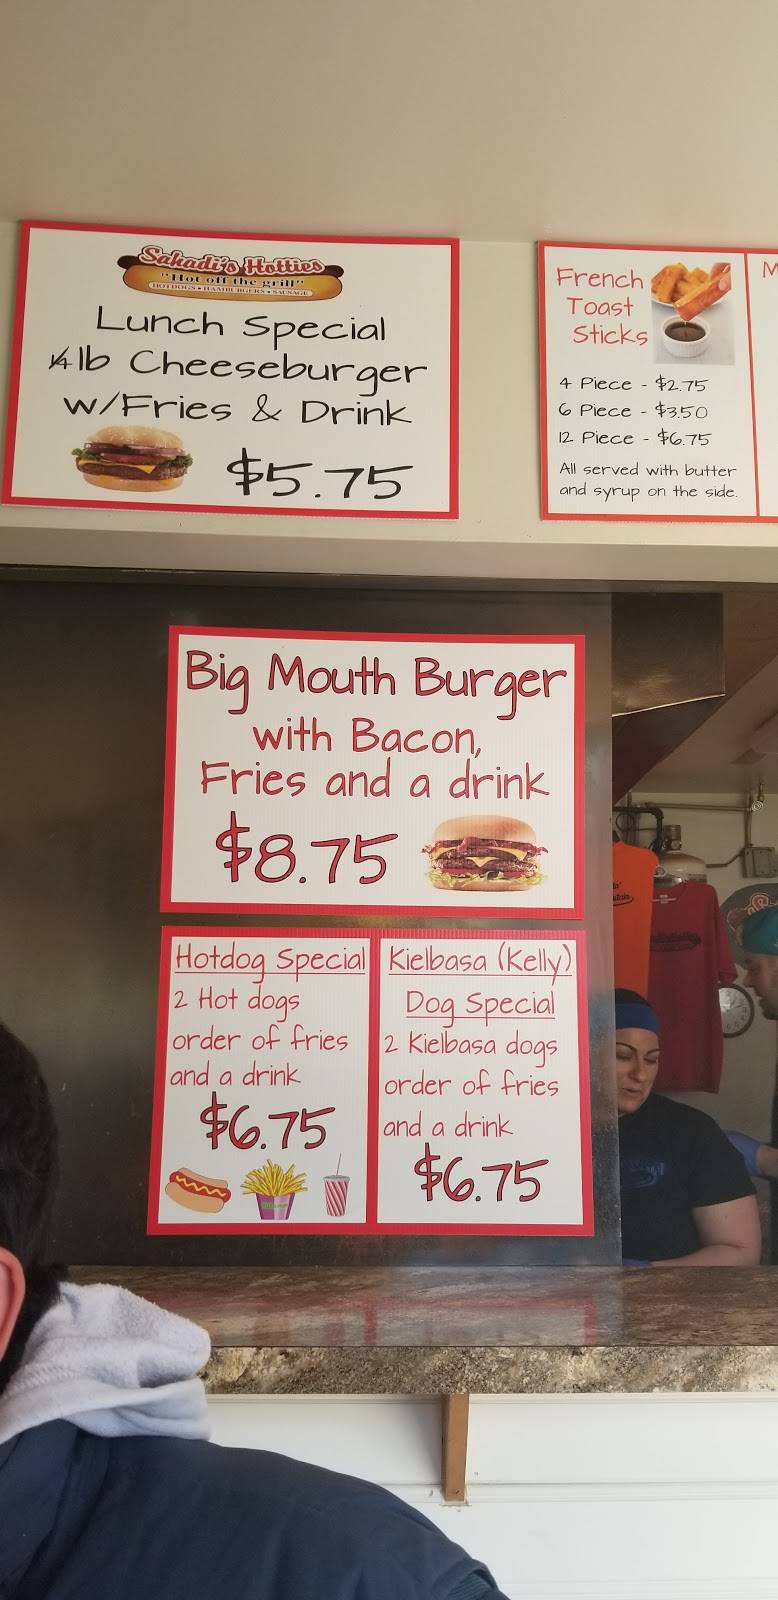 Sahadi's Hotties
"Hot off the grill"
HOTDOGS • HAMBURGERS • SAUSAGE
Lunch Special
1/4 lb Cheeseburger
w/Fries & Drink
$5.75
French
Toast
Sticks
4 Piece - $2.75
6 Piece - $3.50
12 Piece - $6.75
All served with butter
and syrup on the side.
M
Big Mouth Burger
with Bacon,
Fries and a drink
$8.75
Hotdog Special
2 Hot dogs
order of fries
and a drink
$6.75
Kielbasa (Kelly)
Dog Special
2 Kielbasa dogs
order of fries
and a drink
$6.75